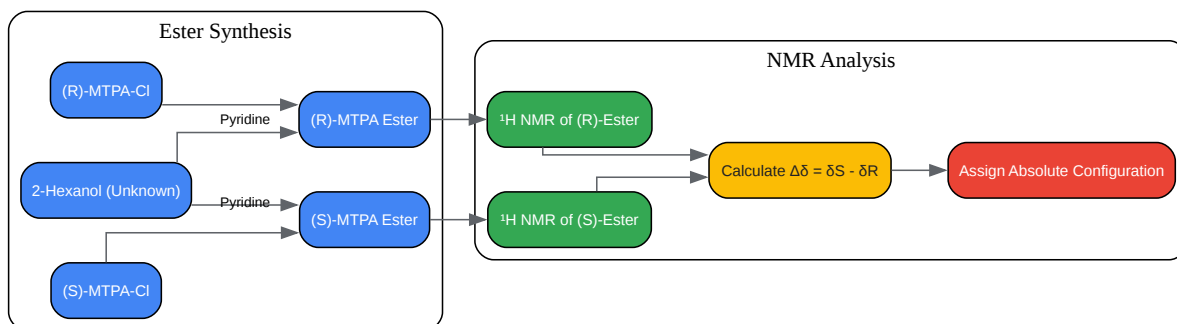 Ester Synthesis
(R)-MTPA-Cl
Pyridine
(R)-MTPA Ester
2-Hexanol (Unknown)
Pyridine
(S)-MTPA Ester
(S)-MTPA-Cl
NMR Analysis
¹H NMR of (R)-Ester
¹H NMR of (S)-Ester
Calculate Δδ = δS - δR
Assign Absolute Configuration